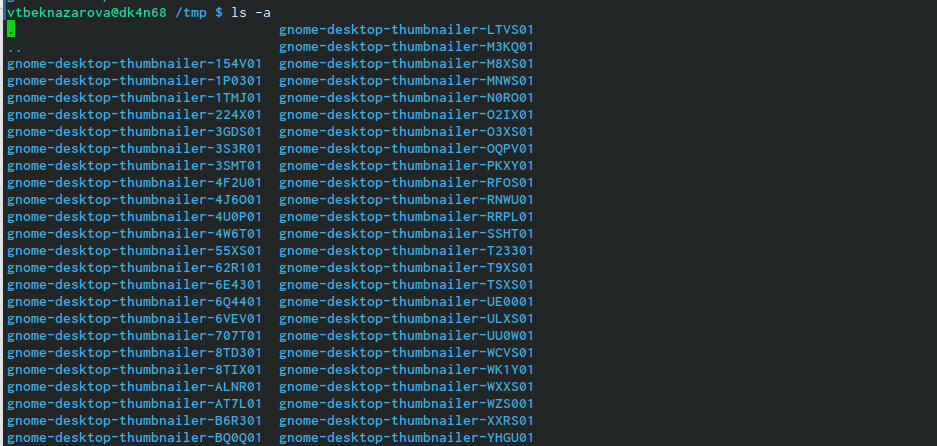 vtbeknazarova@dk4n68 /tmp $ ls -a
. gnome-desktop-thumbnailer-LTVS01
.. gnome-desktop-thumbnailer-M3KQ01
gnome-desktop-thumbnailer-154V01 gnome-desktop-thumbnailer-M8XS01
gnome-desktop-thumbnailer-1P0301 gnome-desktop-thumbnailer-MNWS01
gnome-desktop-thumbnailer-1TMJ01 gnome-desktop-thumbnailer-N0RO01
gnome-desktop-thumbnailer-224X01 gnome-desktop-thumbnailer-O2IX01
gnome-desktop-thumbnailer-3GDS01 gnome-desktop-thumbnailer-O3XS01
gnome-desktop-thumbnailer-3S3R01 gnome-desktop-thumbnailer-OQPV01
gnome-desktop-thumbnailer-3SMT01 gnome-desktop-thumbnailer-PKXY01
gnome-desktop-thumbnailer-4F2U01 gnome-desktop-thumbnailer-RFOS01
gnome-desktop-thumbnailer-4J6O01 gnome-desktop-thumbnailer-RNWU01
gnome-desktop-thumbnailer-4U0P01 gnome-desktop-thumbnailer-RRPL01
gnome-desktop-thumbnailer-4W6T01 gnome-desktop-thumbnailer-SSHT01
gnome-desktop-thumbnailer-55XS01 gnome-desktop-thumbnailer-T23301
gnome-desktop-thumbnailer-62R101 gnome-desktop-thumbnailer-T9XS01
gnome-desktop-thumbnailer-6E4301 gnome-desktop-thumbnailer-TSXS01
gnome-desktop-thumbnailer-6Q4401 gnome-desktop-thumbnailer-UE0001
gnome-desktop-thumbnailer-6VEV01 gnome-desktop-thumbnailer-ULXS01
gnome-desktop-thumbnailer-707T01 gnome-desktop-thumbnailer-UU0W01
gnome-desktop-thumbnailer-8TD301 gnome-desktop-thumbnailer-WCVS01
gnome-desktop-thumbnailer-8TIX01 gnome-desktop-thumbnailer-WK1Y01
gnome-desktop-thumbnailer-ALNR01 gnome-desktop-thumbnailer-WXXS01
gnome-desktop-thumbnailer-AT7L01 gnome-desktop-thumbnailer-WZS001
gnome-desktop-thumbnailer-B6R301 gnome-desktop-thumbnailer-XXRS01
gnome-desktop-thumbnailer-BQ0Q01 gnome-desktop-thumbnailer-YHGU01